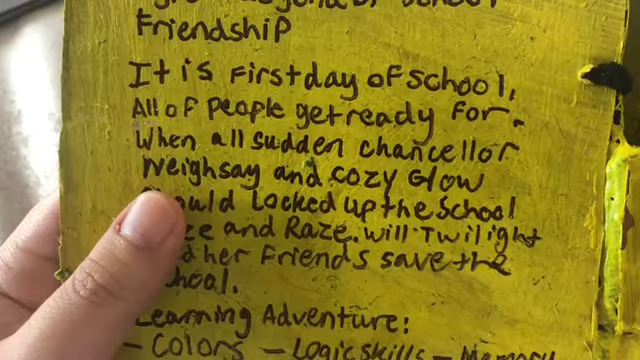 Friendship
It is First day of School,
All of People get ready for.
When all sudden chancellor
Neighsay and Cozy Glow
Locked up the School
and Raze. Will Twilight
her Friends save the
Learning Adventure:
- Colors - Logic skills - Memory